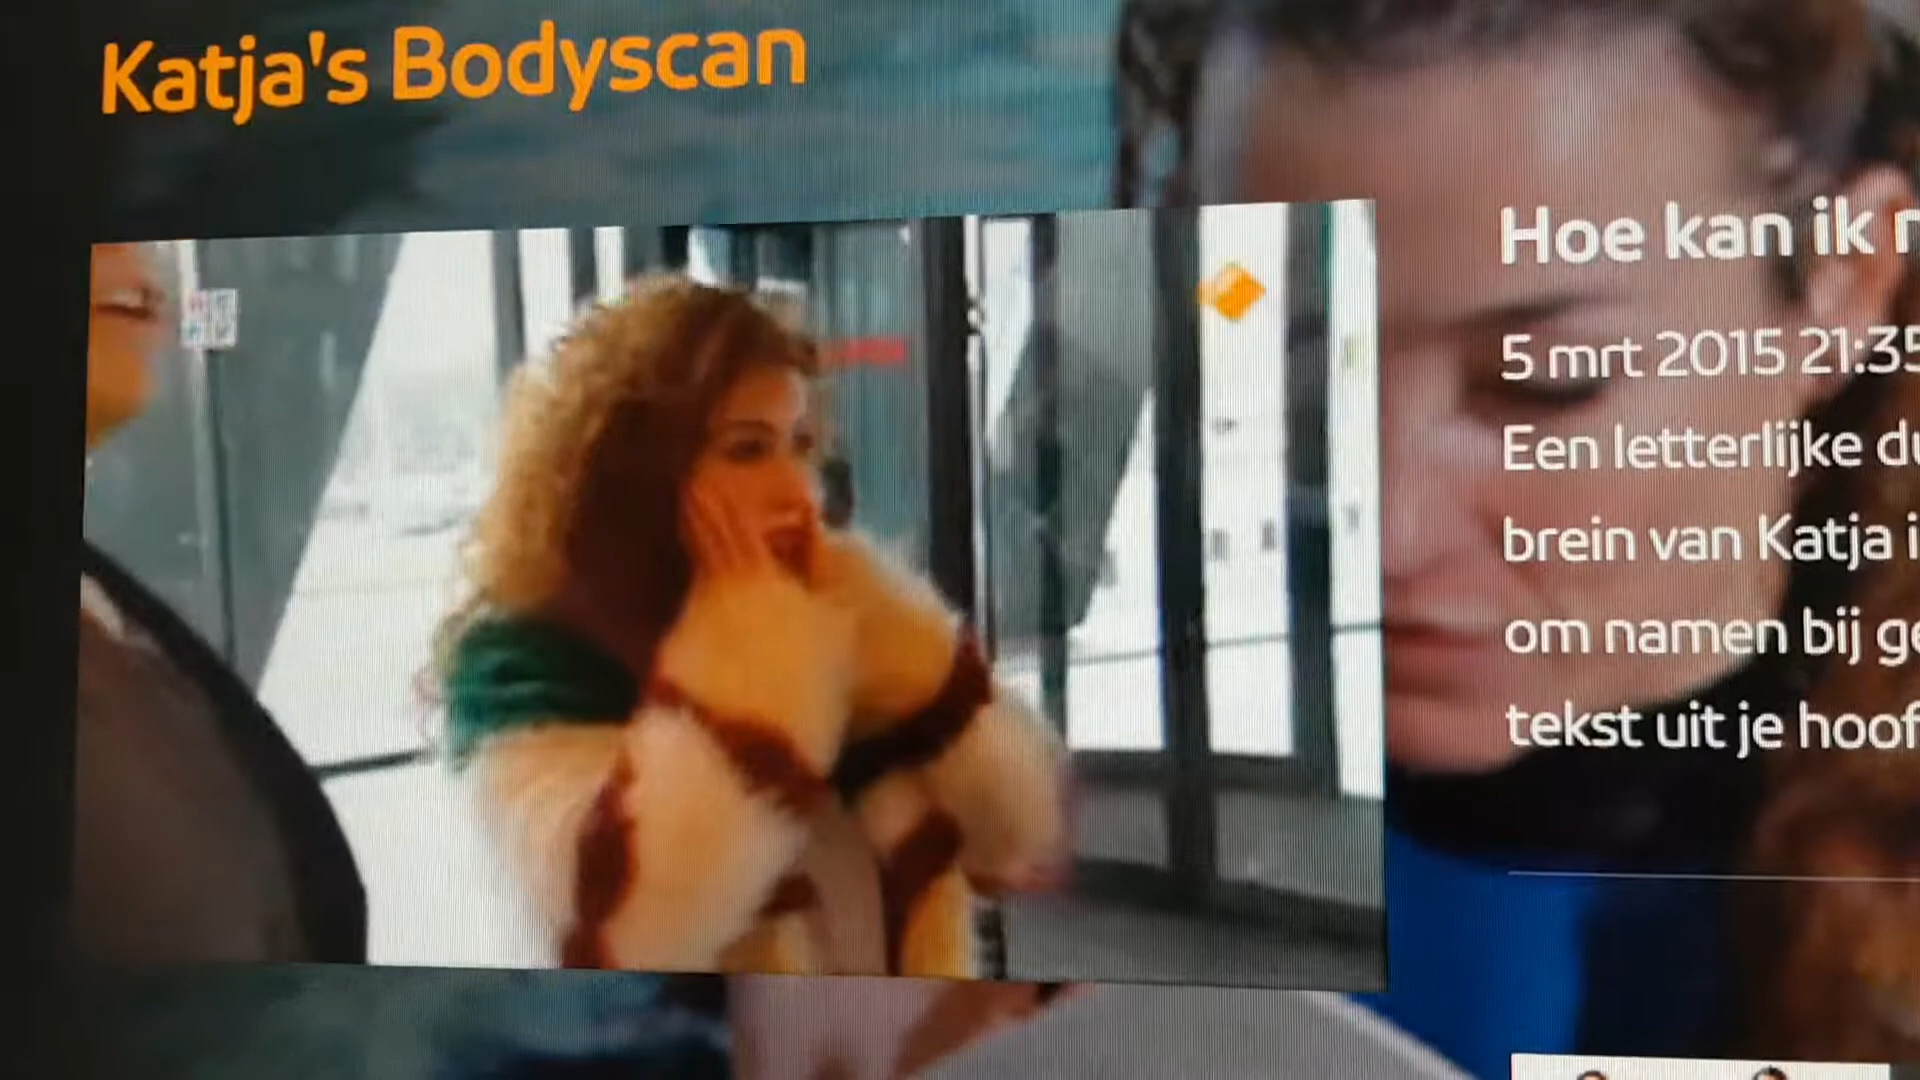 Katja's Bodyscan
Hoe kan ik
5 mrt 2015 21:35
Een letterlijke
brein van Katja
om namen bij
tekst uit je